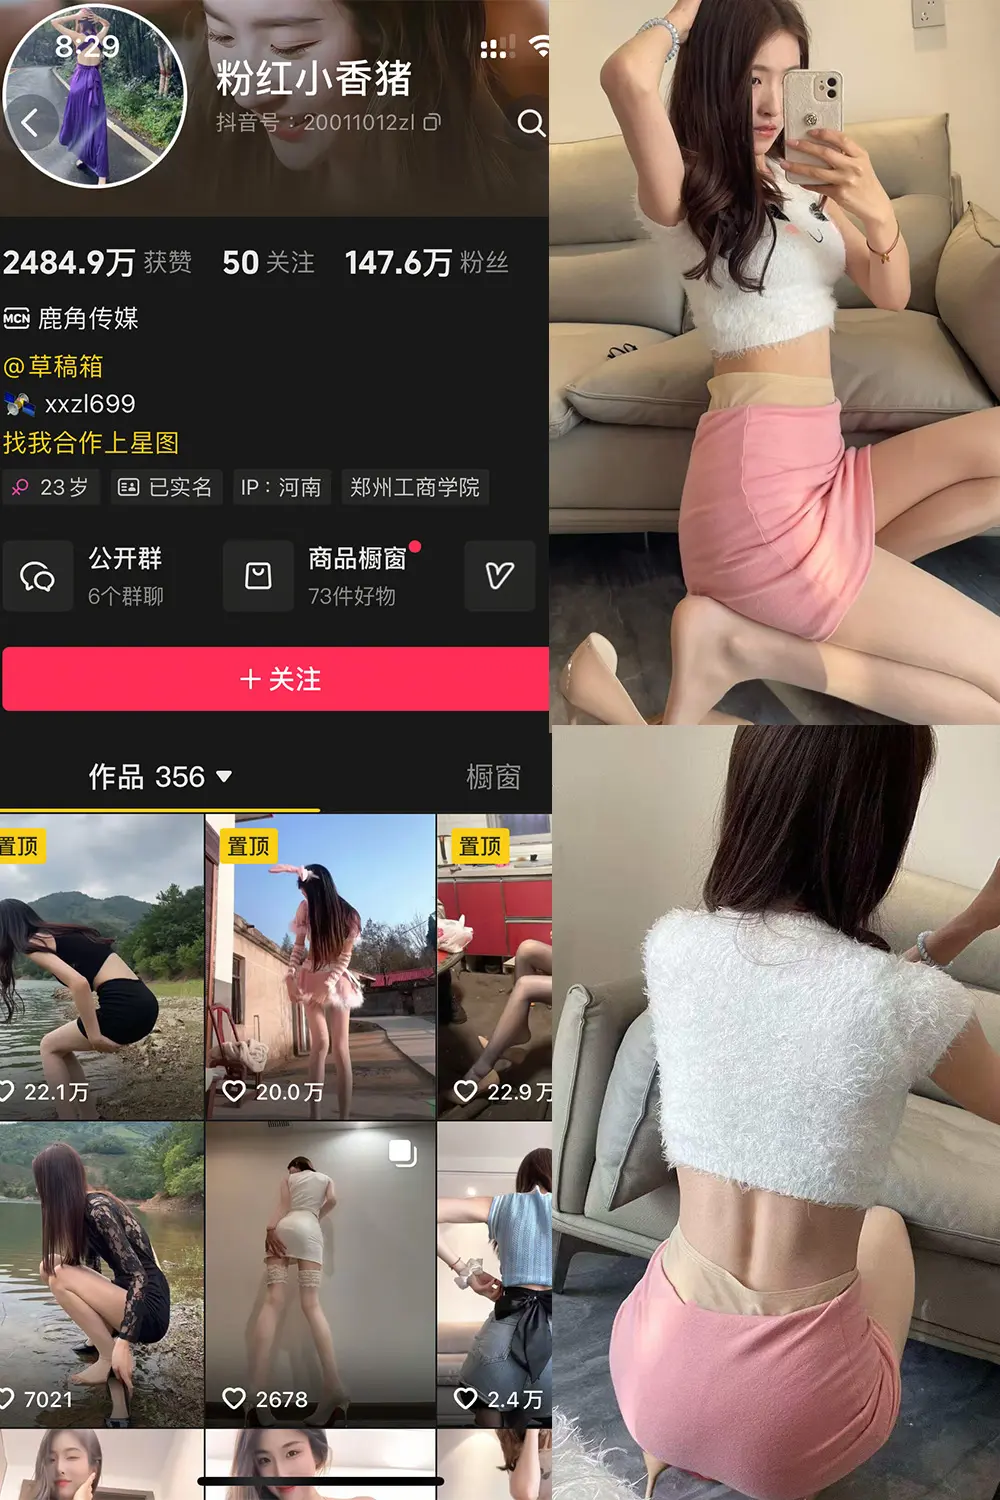 8:29
粉红小香猪
抖音号：20011012zl
2484.9万 获赞 50 关注 147.6万 粉丝
MCN 鹿角传媒
@草稿箱
xxzl699
找我合作上星图
23岁 已实名 IP：河南 郑州工商学院
公开群 商品橱窗
6个群聊 73件好物
+ 关注
作品 356 橱窗
置顶 置顶 置顶
22.1万 20.0万 22.9万
7021 2678 2.4万